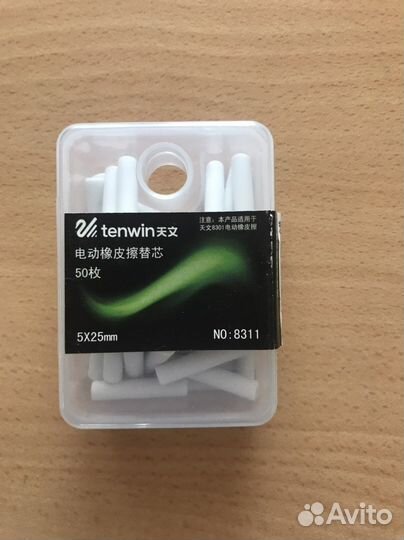 tenwin天文
注意：本产品适用于
天文8301电动橡皮擦
电动橡皮擦替芯
50枚
5X25mm
NO:8311
Avito